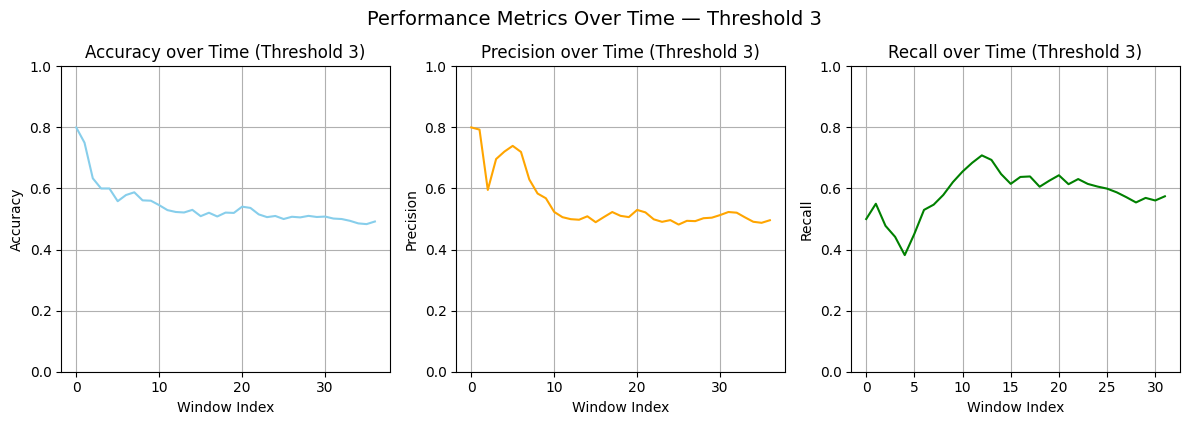 Performance Metrics Over Time — Threshold 3
Accuracy over Time (Threshold 3)
1.0
0.8
0.6
0.4
0.2
0.0
Accuracy
0 10 20 30
Window Index
Precision over Time (Threshold 3)
1.0
0.8
0.6
0.4
0.2
0.0
Precision
0 10 20 30
Window Index
Recall over Time (Threshold 3)
1.0
0.8
0.6
0.4
0.2
0.0
Recall
0 5 10 15 20 25 30
Window Index